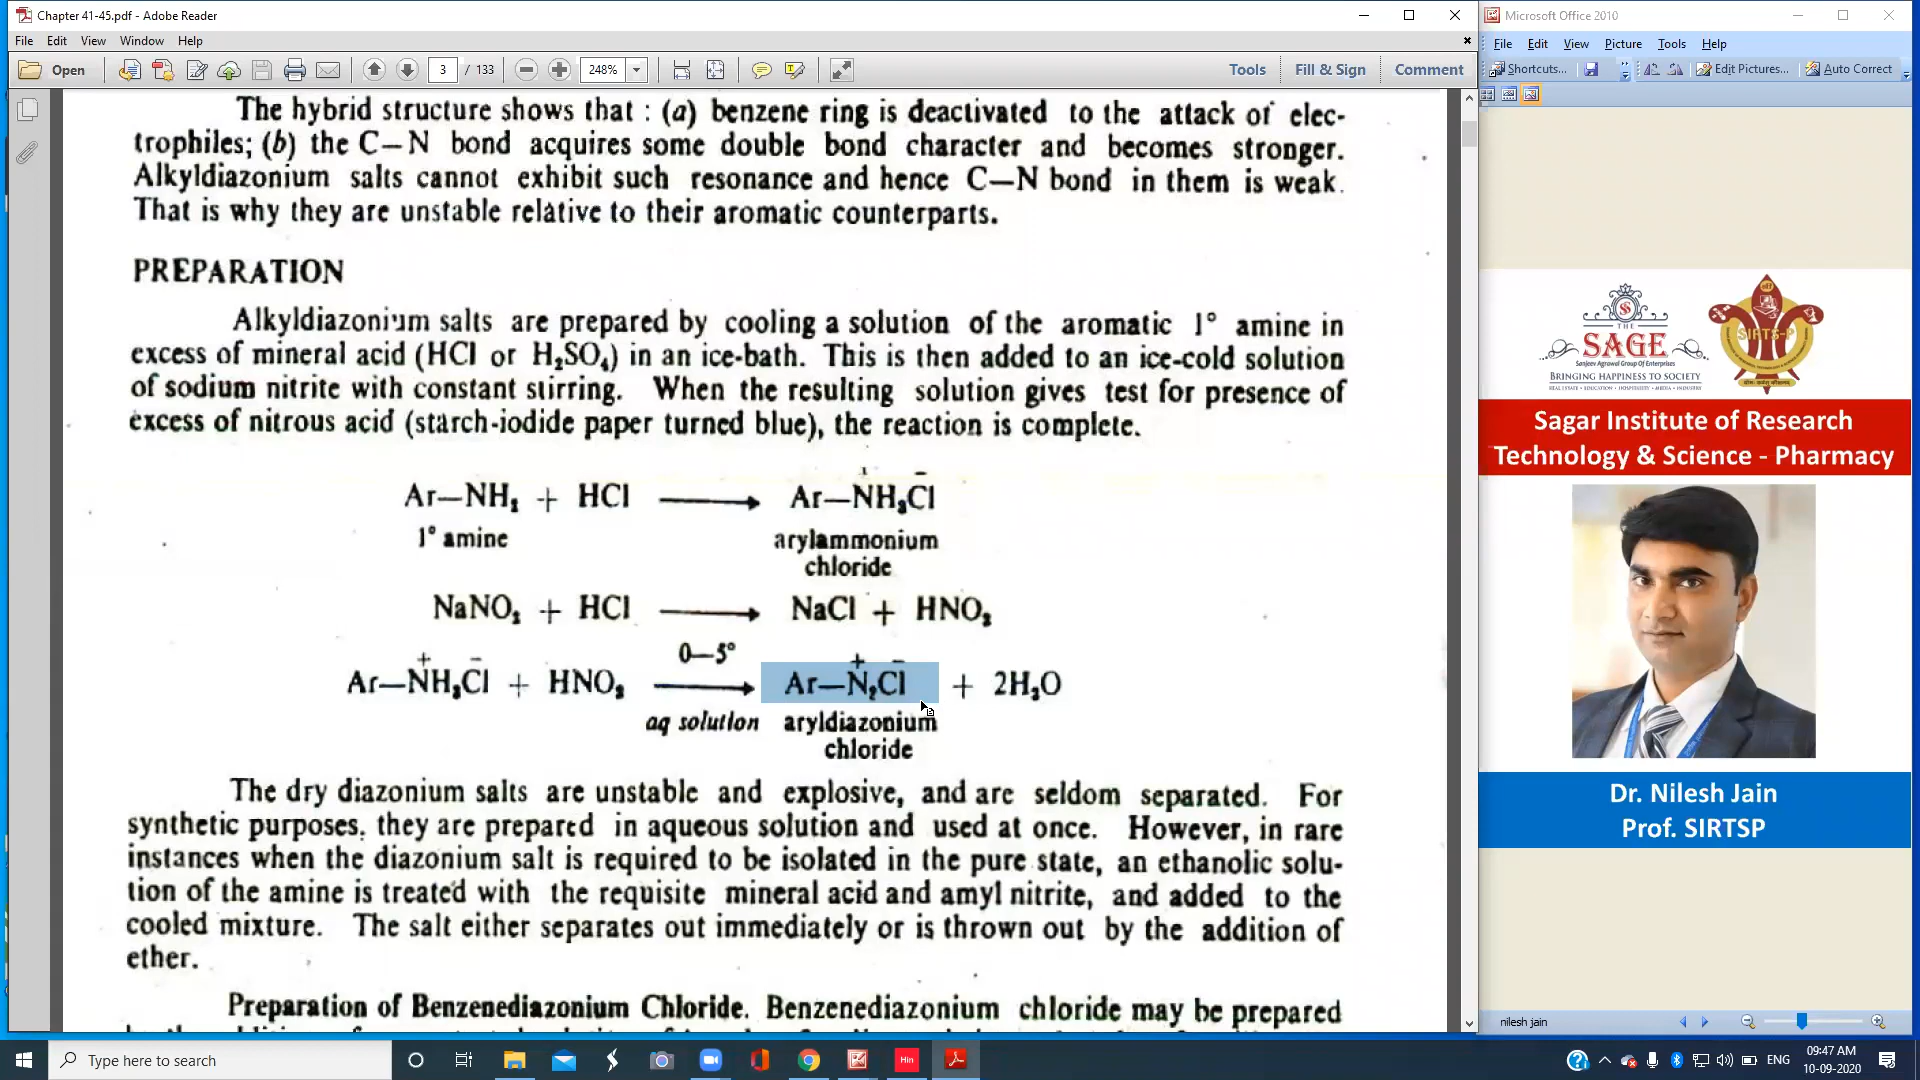 Chapter 41-45.pdf - Adobe Reader
File Edit View Window Help
Open
3 / 133
248%
Tools Fill & Sign Comment
The hybrid structure shows that : (a) benzene ring is deactivated to the attack of elec-
trophiles; (b) the C—N bond acquires some double bond character and becomes stronger.
Alkyldiazonium salts cannot exhibit such resonance and hence C—N bond in them is weak.
That is why they are unstable relative to their aromatic counterparts.
PREPARATION
Alkyldiazonium salts are prepared by cooling a solution of the aromatic 1° amine in
excess of mineral acid (HCl or H₂SO₄) in an ice-bath. This is then added to an ice-cold solution
of sodium nitrite with constant stirring. When the resulting solution gives test for presence of
excess of nitrous acid (starch-iodide paper turned blue), the reaction is complete.
Ar—NH₂ + HCl ⟶ Ar—N⁺H₃Cl⁻
1° amine arylammonium
chloride
NaNO₂ + HCl ⟶ NaCl + HNO₂
0—5°
Ar—N⁺H₃Cl⁻ + HNO₂ ⟶ Ar—N⁺₂Cl⁻ + 2H₂O
aq solution aryldiazonium
chloride
The dry diazonium salts are unstable and explosive, and are seldom separated. For
synthetic purposes, they are prepared in aqueous solution and used at once. However, in rare
instances when the diazonium salt is required to be isolated in the pure state, an ethanolic solu-
tion of the amine is treated with the requisite mineral acid and amyl nitrite, and added to the
cooled mixture. The salt either separates out immediately or is thrown out by the addition of
ether.
Preparation of Benzenediazonium Chloride. Benzenediazonium chloride may be prepared
Microsoft Office 2010
File Edit View Picture Tools Help
Shortcuts... Edit Pictures... Auto Correct
THE
SAGE
Sanjeev Agrawal Group Of Enterprises
BRINGING HAPPINESS TO SOCIETY
SIRTS-P
Sagar Institute of Research
Technology & Science - Pharmacy
Dr. Nilesh Jain
Prof. SIRTSP
nilesh jain
Type here to search
Hin
ENG
09:47 AM
10-09-2020